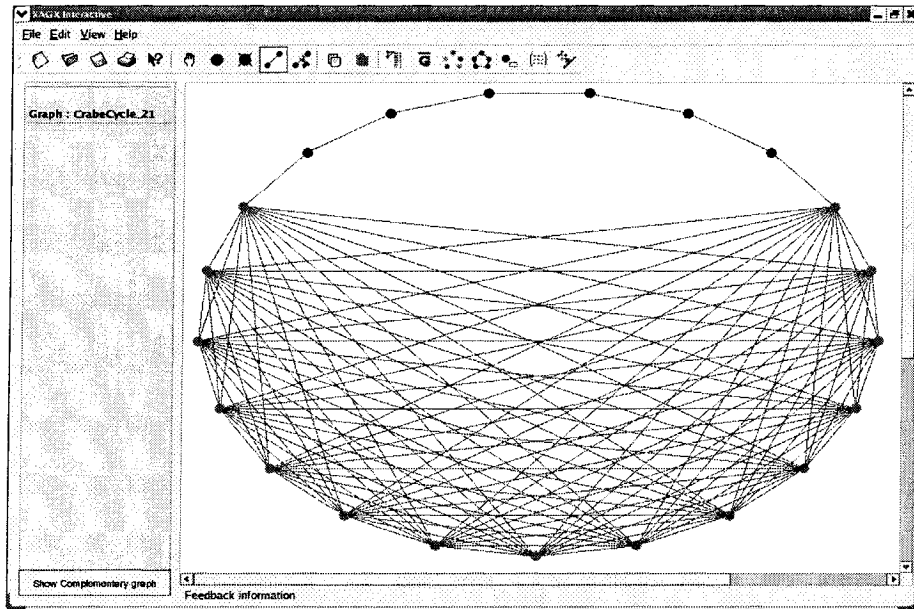 XAGX Interactive
File Edit View Help
Graph : CrabeCycle_21
Show Complementary graph
Feedback information